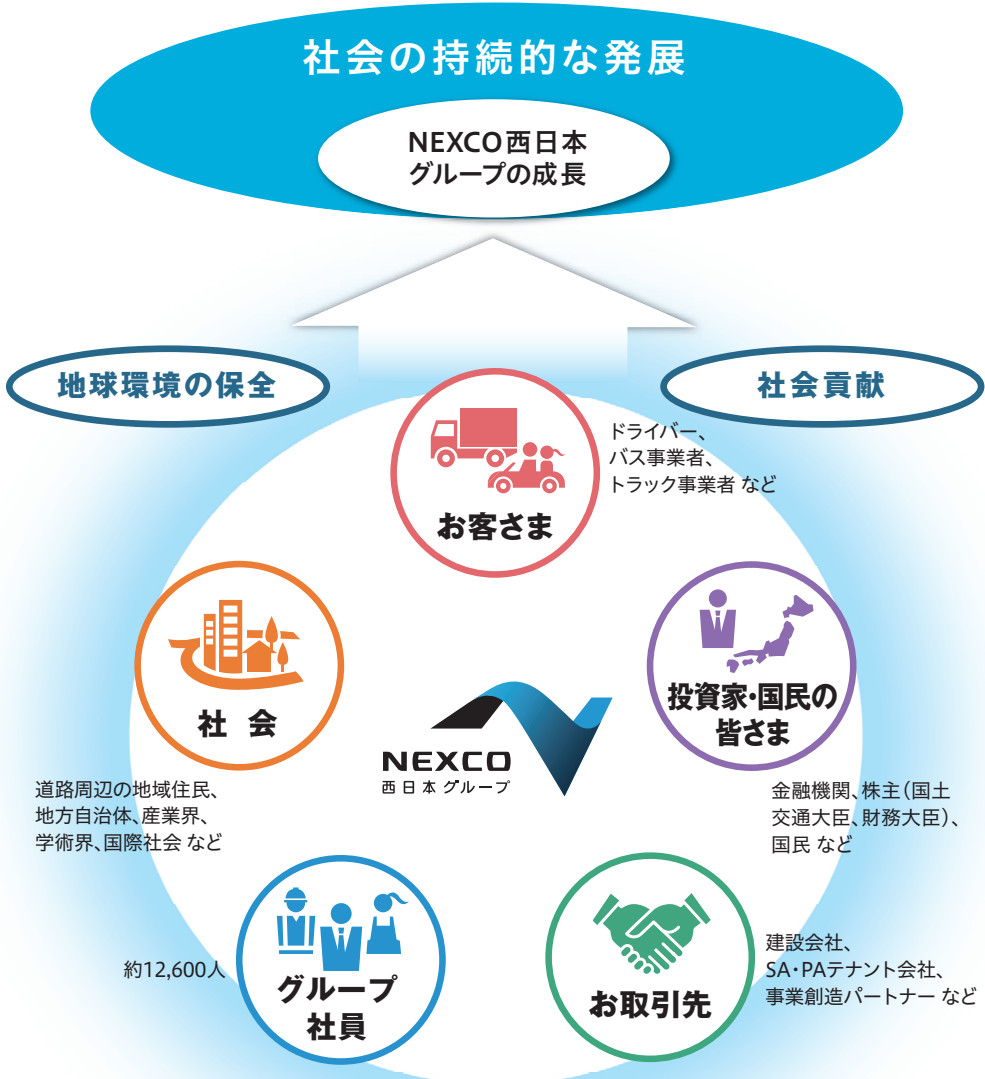 社会の持続的な発展
NEXCO西日本
グループの成長
地球環境の保全
社会貢献
お客さま
ドライバー、
バス事業者、
トラック事業者 など
社会
道路周辺の地域住民、
地方自治体、産業界、
学術界、国際社会 など
投資家・国民の
皆さま
金融機関、株主(国土
交通大臣、財務大臣)、
国民 など
NEXCO
西日本グループ
グループ
社員
約12,600人
お取引先
建設会社、
SA・PAテナント会社、
事業創造パートナー など